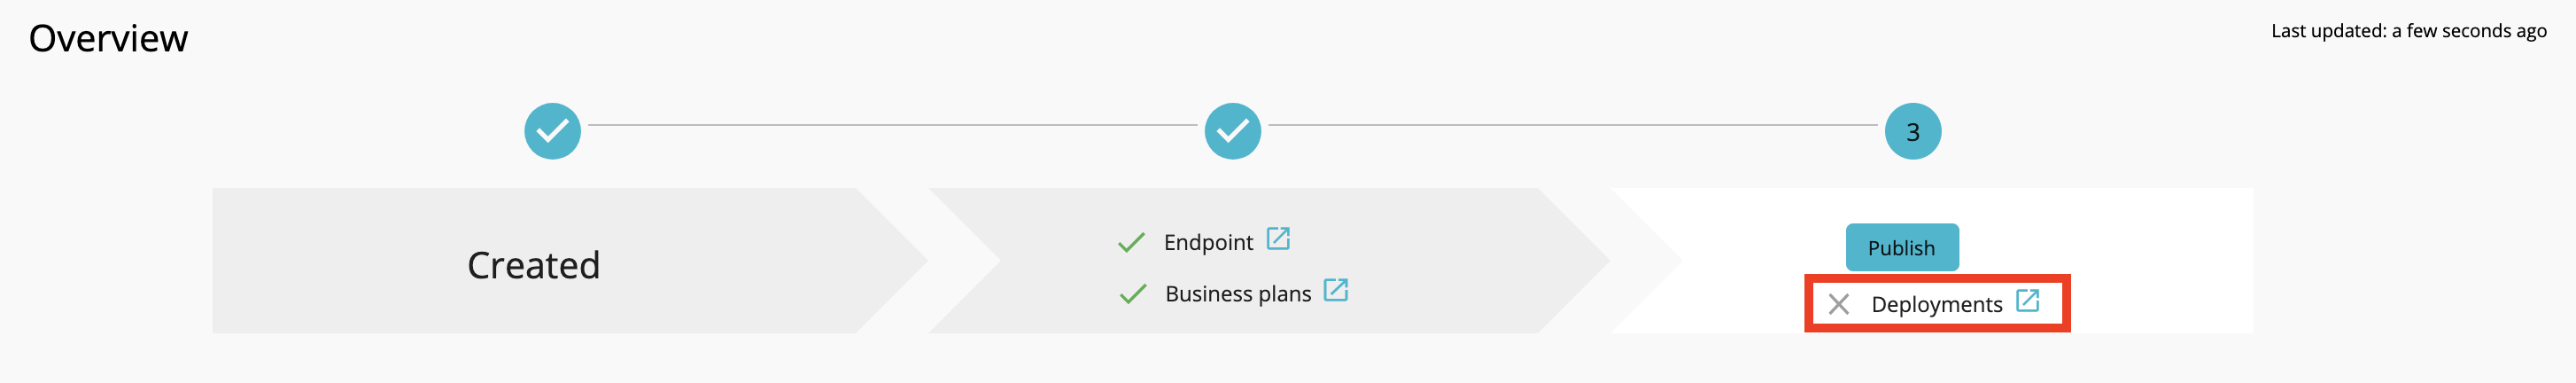 Overview
Last updated: a few seconds ago
3
Created
Endpoint
Business plans
Publish
Deployments